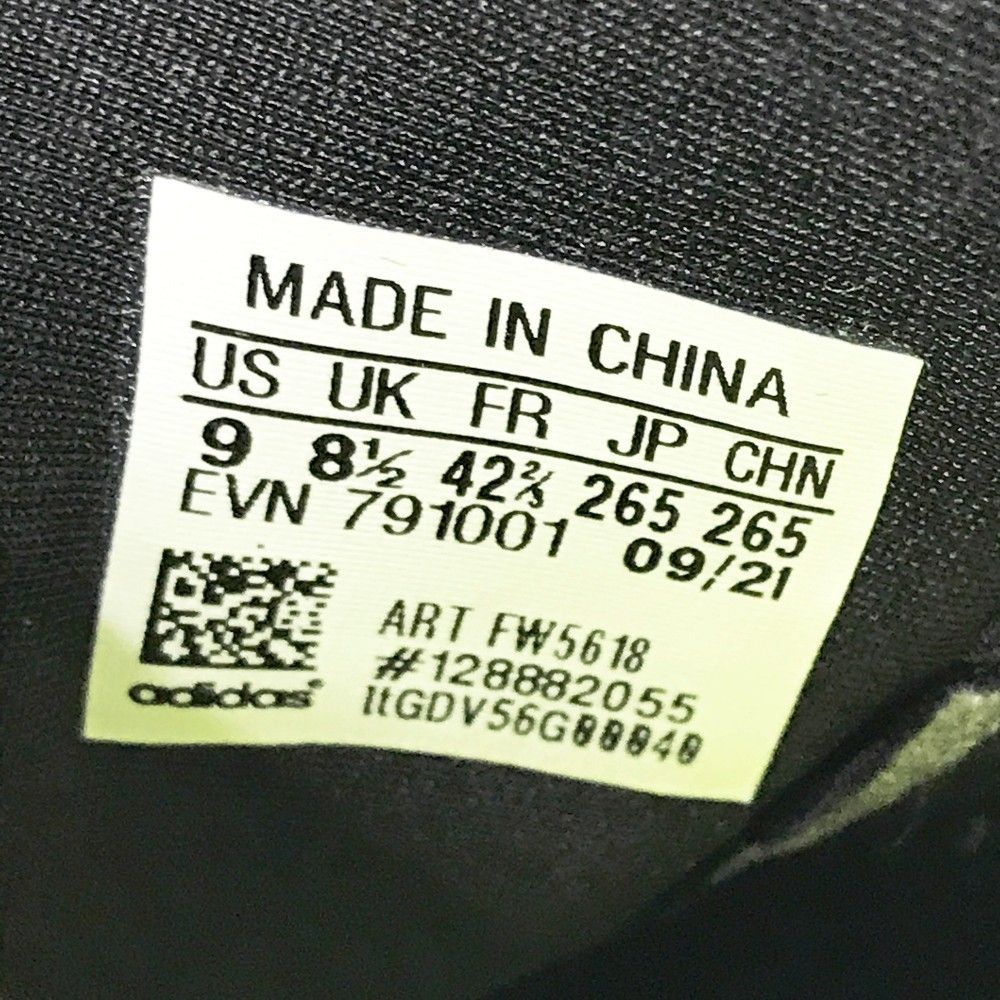 MADE IN CHINA
US UK FR JP CHN
9 8½ 42⅔ 265 265
EVN 791001 09/21
ART FW5618
#128882055
adidas®
ItGDV56G00040